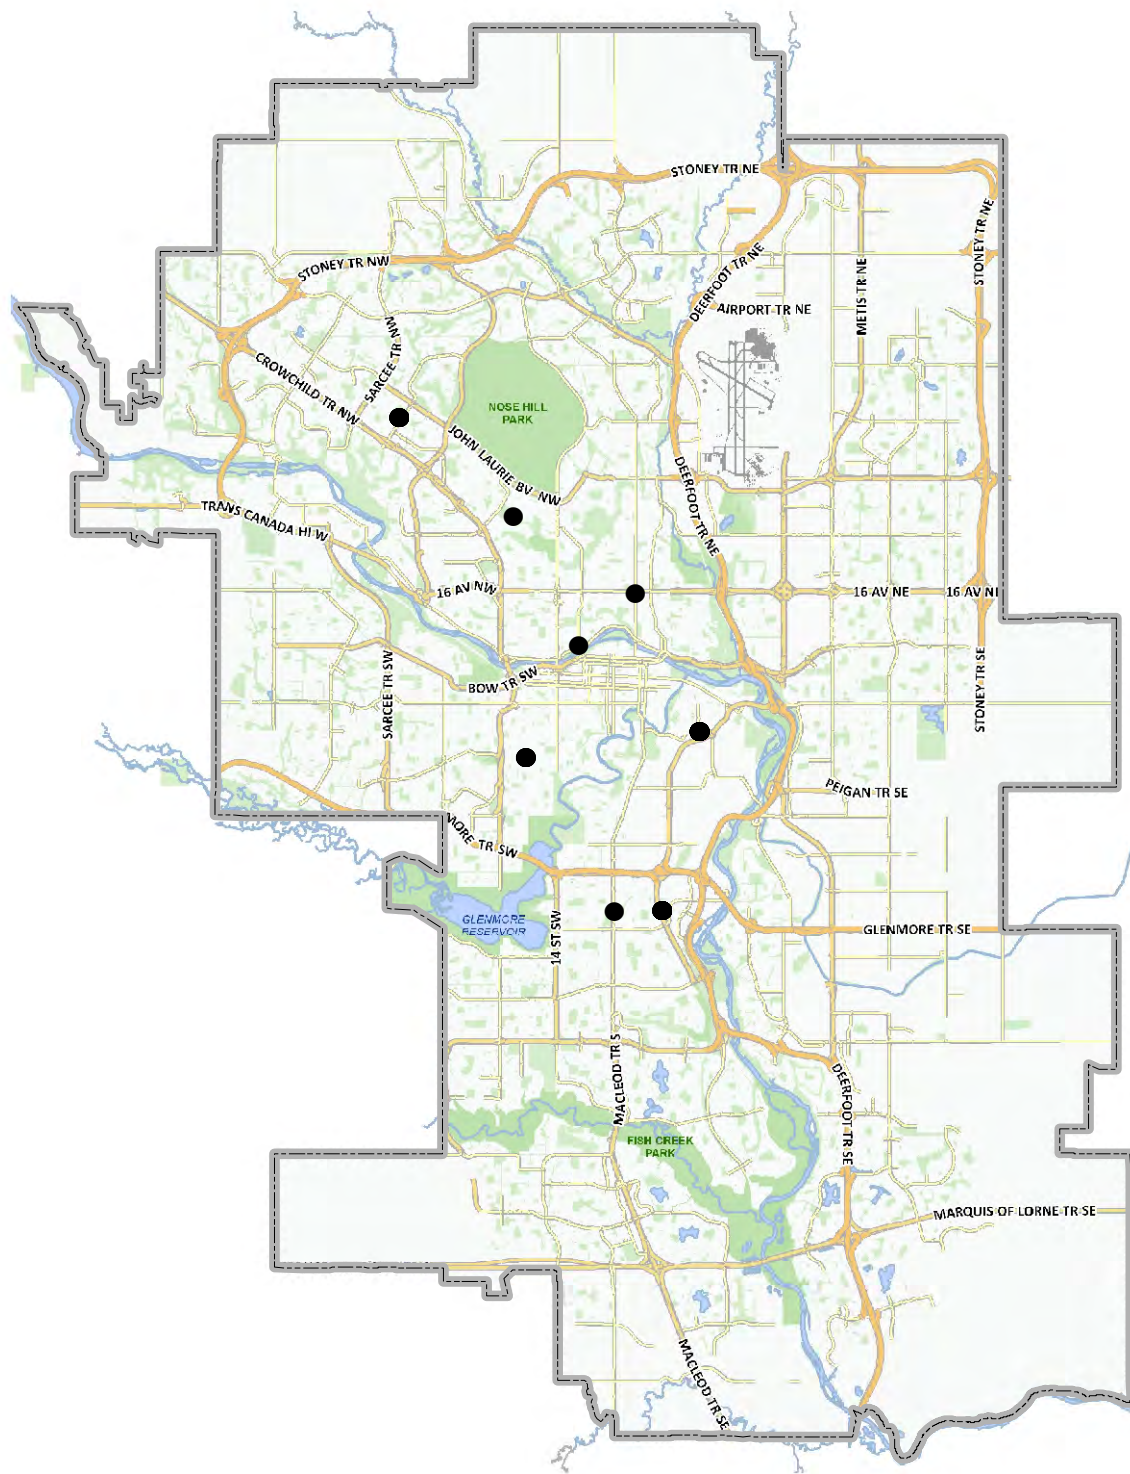 STONEY TR NE
STONEY TR NW
DEERFOOT TR NE
STONEY TR NE
METIS TR NE
AIRPORT TR NE
SARCEE TR NW
CROWCHILD TR NW
NOSE HILL
PARK
JOHN LAURIE BV NW
DEERFOOT TR NE
TRANS CANADA HI W
16 AV NW
16 AV NE
16 AV NE
SARCEE TR SW
BOW TR SW
STONEY TR SE
PEIGAN TR SE
MORE TR SW
GLENMORE
RESERVOIR
14 ST SW
GLENMORE TR SE
MACLEOD TR S
DEERFOOT TR SE
FISH CREEK
PARK
MARQUIS OF LORNE TR SE
MACLEOD TR SE